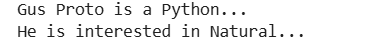 Gus Proto is a Python...
He is interested in Natural...